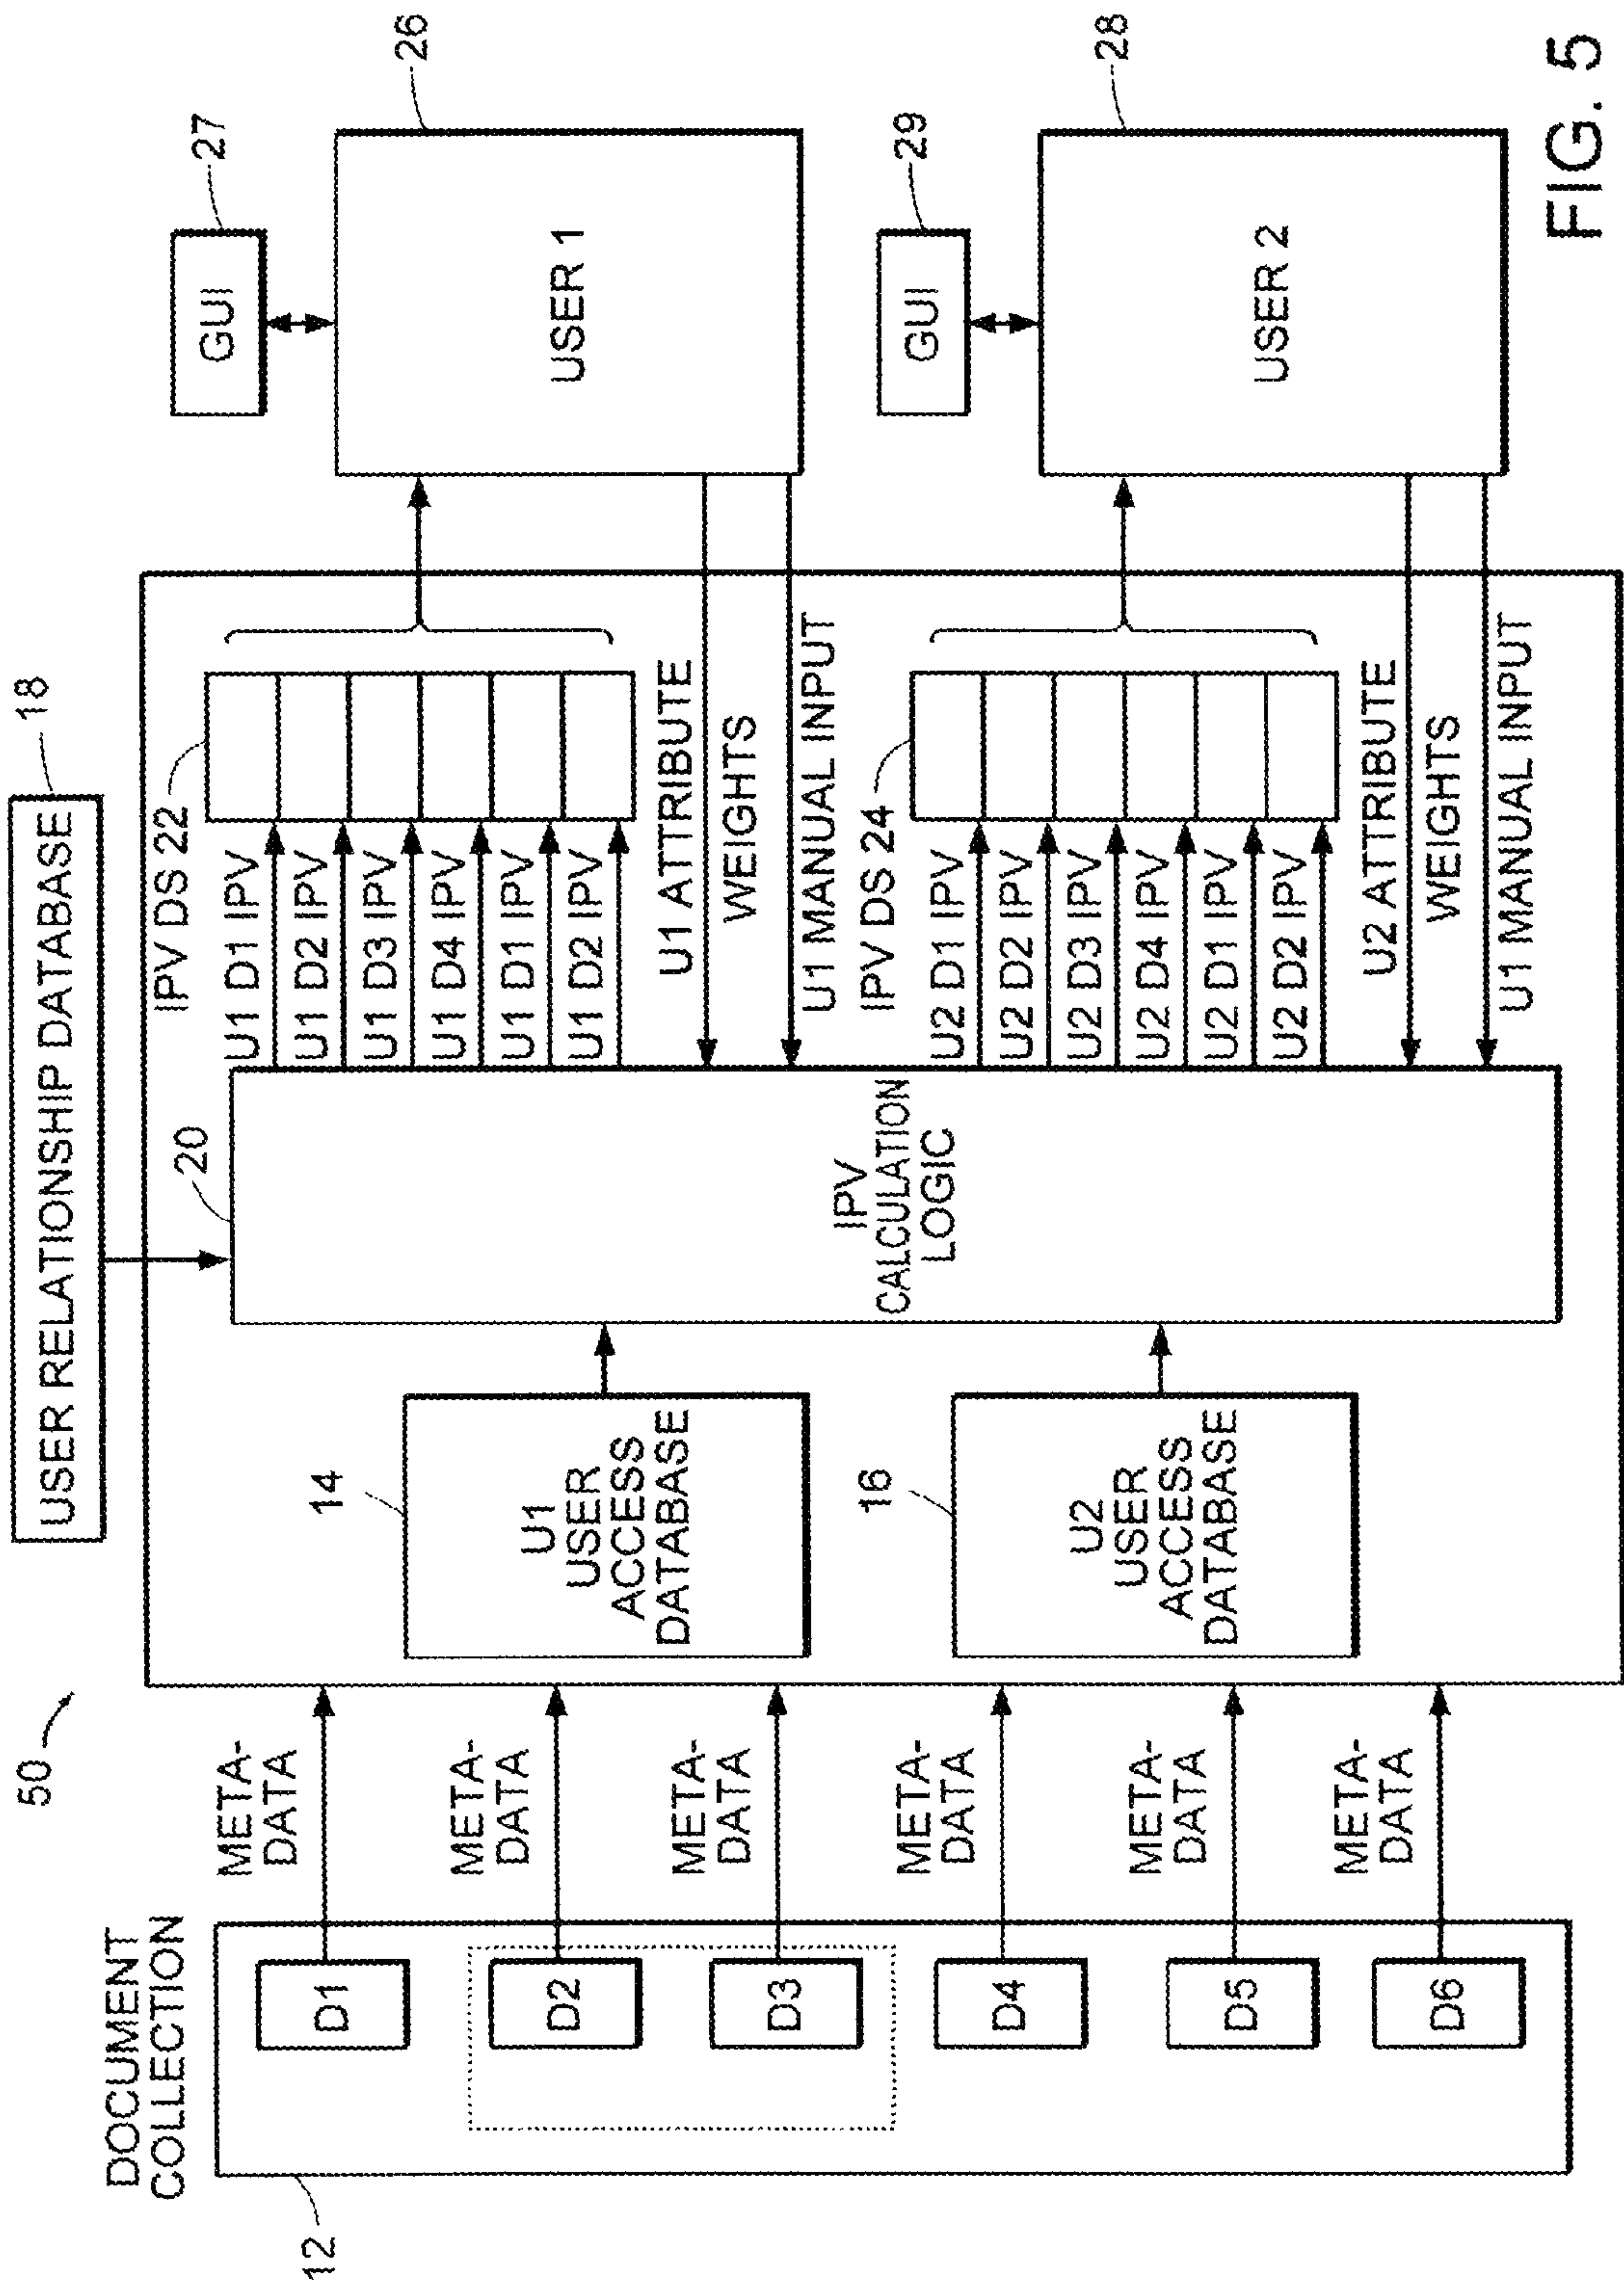 USER RELATIONSHIP DATABASE
18
50
DOCUMENT
COLLECTION
12
D1
D2
D3
D4
D5
D6
META-
DATA
META-
DATA
META-
DATA
META-
DATA
META-
DATA
META-
DATA
14
U1
USER
ACCESS
DATABASE
16
U2
USER
ACCESS
DATABASE
20
IPV
CALCULATION
LOGIC
IPV DS 22
U1 D1 IPV
U1 D2 IPV
U1 D3 IPV
U1 D4 IPV
U1 D1 IPV
U1 D2 IPV
U1 ATTRIBUTE
WEIGHTS
U1 MANUAL INPUT
IPV DS 24
U2 D1 IPV
U2 D2 IPV
U2 D3 IPV
U2 D4 IPV
U2 D1 IPV
U2 D2 IPV
U2 ATTRIBUTE
WEIGHTS
U1 MANUAL INPUT
GUI
27
USER 1
26
GUI
29
USER 2
28
FIG. 5